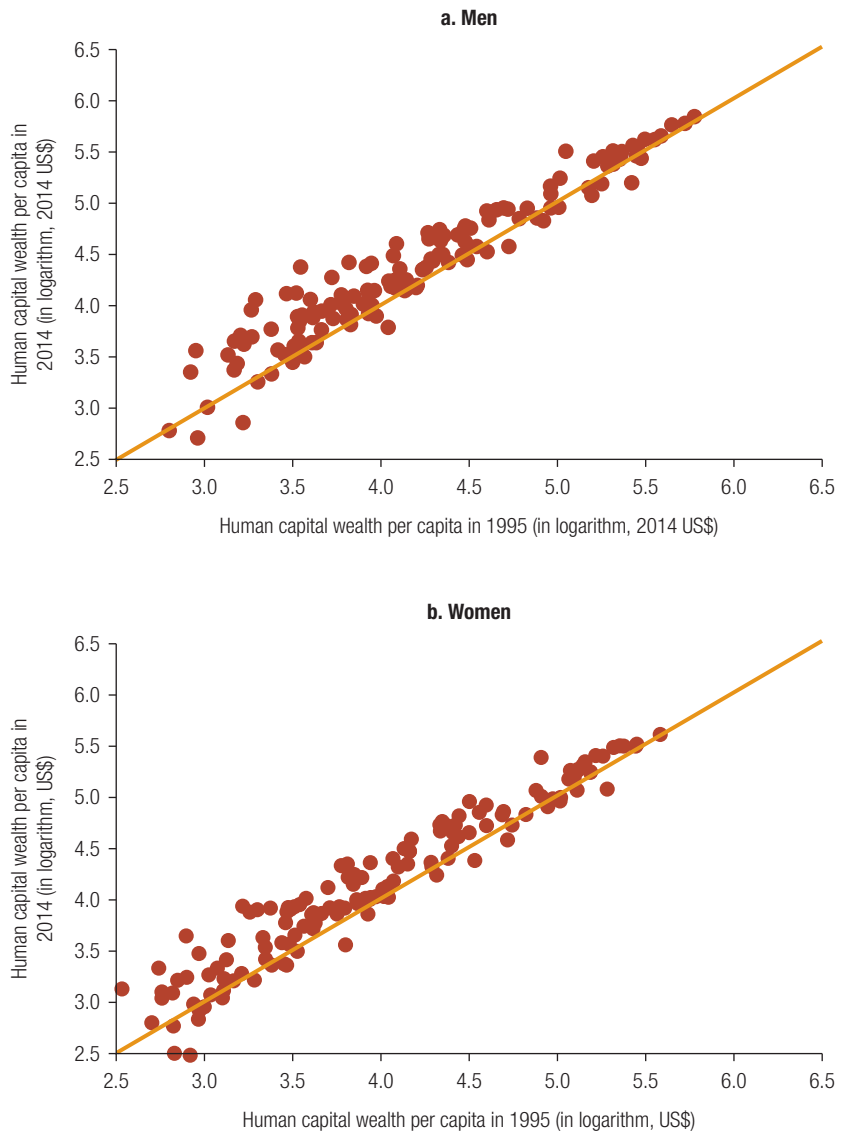 a. Men
6.5
6.0
5.5
5.0
4.5
4.0
3.5
3.0
2.5
Human capital wealth per capita in
2014 (in logarithm, 2014 US$)
2.5 3.0 3.5 4.0 4.5 5.0 5.5 6.0 6.5
Human capital wealth per capita in 1995 (in logarithm, 2014 US$)
b. Women
6.5
6.0
5.5
5.0
4.5
4.0
3.5
3.0
2.5
Human capital wealth per capita in
2014 (in logarithm, US$)
2.5 3.0 3.5 4.0 4.5 5.0 5.5 6.0 6.5
Human capital wealth per capita in 1995 (in logarithm, US$)